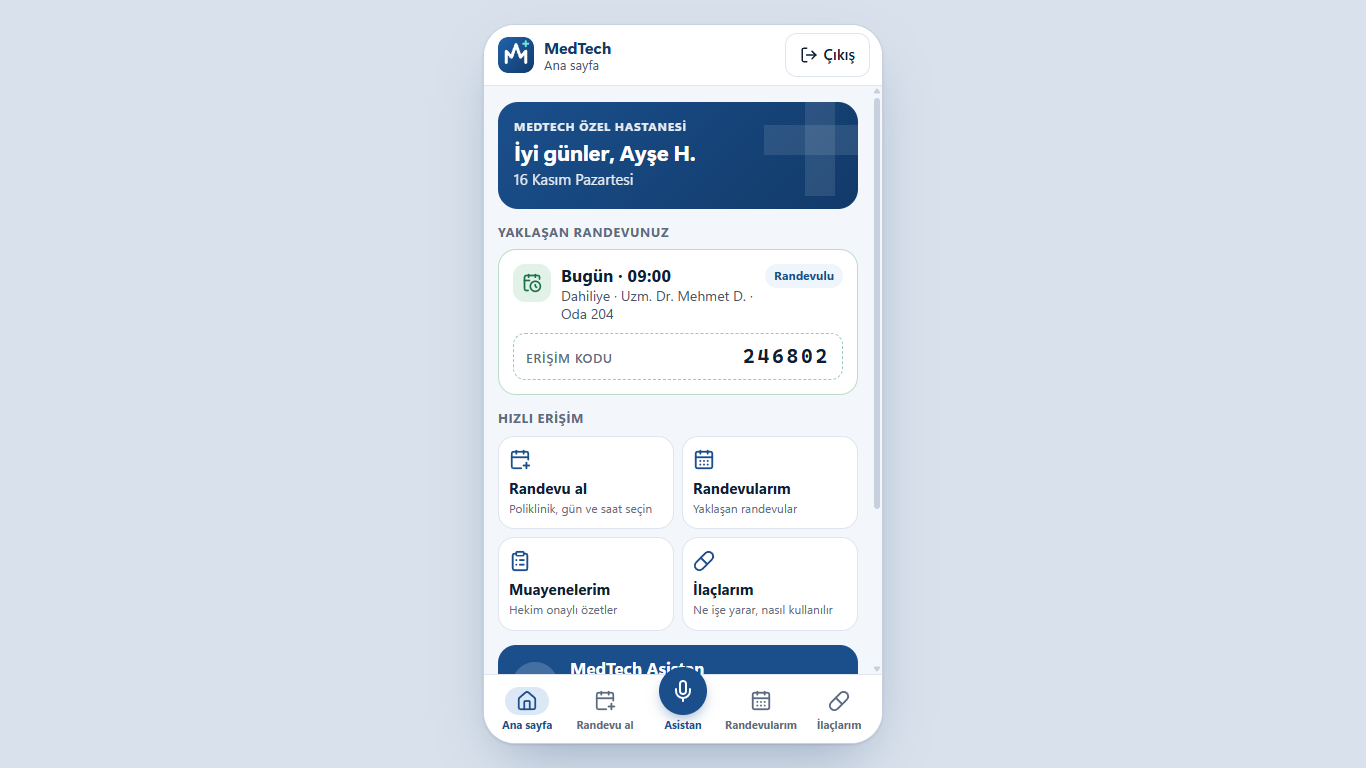 MedTech
Ana sayfa
Çıkış
MEDTECH ÖZEL HASTANESİ
İyi günler, Ayşe H.
16 Kasım Pazartesi
YAKLAŞAN RANDEVUNUZ
Bugün · 09:00
Randevulu
Dahiliye · Uzm. Dr. Mehmet D. ·
Oda 204
ERİŞİM KODU
246802
HIZLI ERİŞİM
Randevu al
Poliklinik, gün ve saat seçin
Randevularım
Yaklaşan randevular
Muayenelerim
Hekim onaylı özetler
İlaçlarım
Ne işe yarar, nasıl kullanılır
MedTech Asistan
Ana sayfa
Randevu al
Asistan
Randevularım
İlaçlarım